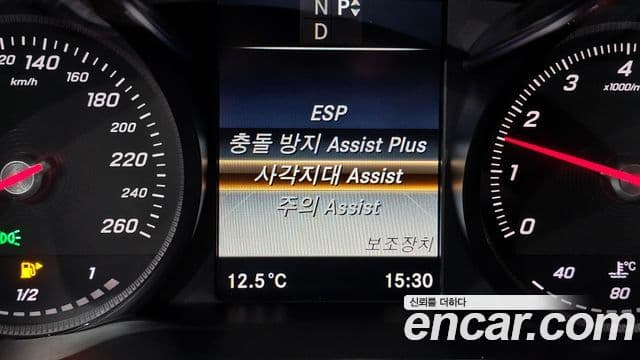 N P
D
120 140 160 180 200 220 240 260
km/h
1/2 1
ESP
충돌 방지 Assist Plus
사각지대 Assist
주의 Assist
보조장치
12.5°C 15:30
4
3
x1000/m
2
1
0
40 °C
80
신뢰를 더하다
encar.com